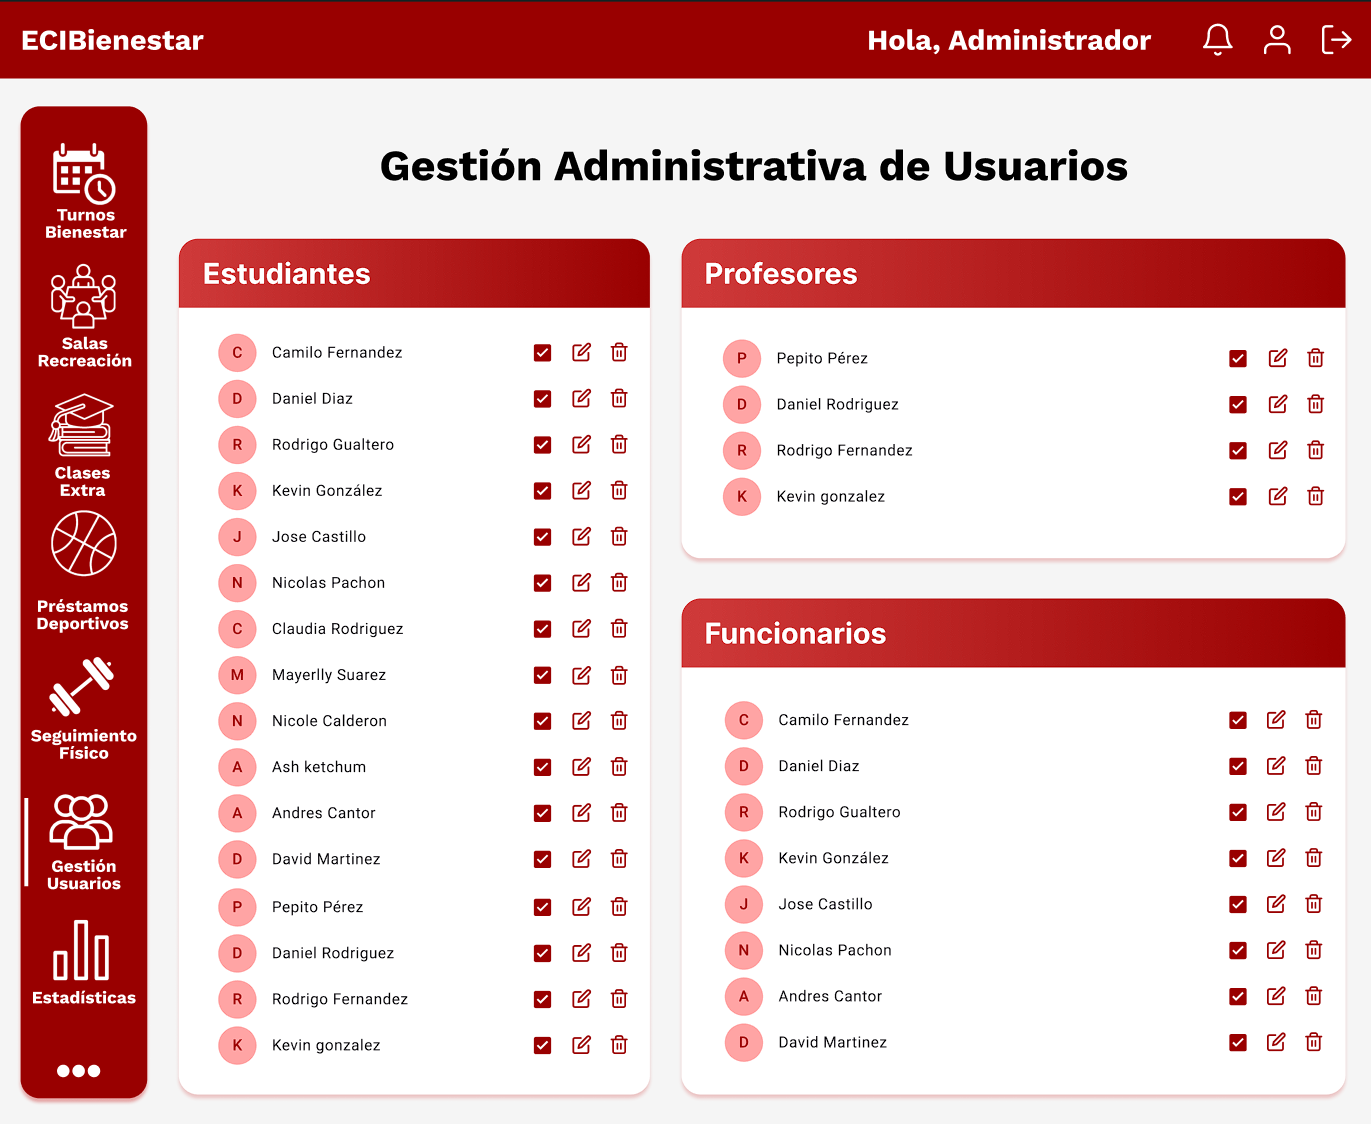 ECIBienestar
Hola, Administrador
Turnos
Bienestar
Salas
Recreación
Clases
Extra
Préstamos
Deportivos
Seguimiento
Físico
Gestión
Usuarios
Estadísticas
Gestión Administrativa de Usuarios
Estudiantes
C Camilo Fernandez
D Daniel Diaz
R Rodrigo Gualtero
K Kevin González
J Jose Castillo
N Nicolas Pachon
C Claudia Rodriguez
M Mayerlly Suarez
N Nicole Calderon
A Ash ketchum
A Andres Cantor
D David Martinez
P Pepito Pérez
D Daniel Rodriguez
R Rodrigo Fernandez
K Kevin gonzalez
Profesores
P Pepito Pérez
D Daniel Rodriguez
R Rodrigo Fernandez
K Kevin gonzalez
Funcionarios
C Camilo Fernandez
D Daniel Diaz
R Rodrigo Gualtero
K Kevin González
J Jose Castillo
N Nicolas Pachon
A Andres Cantor
D David Martinez